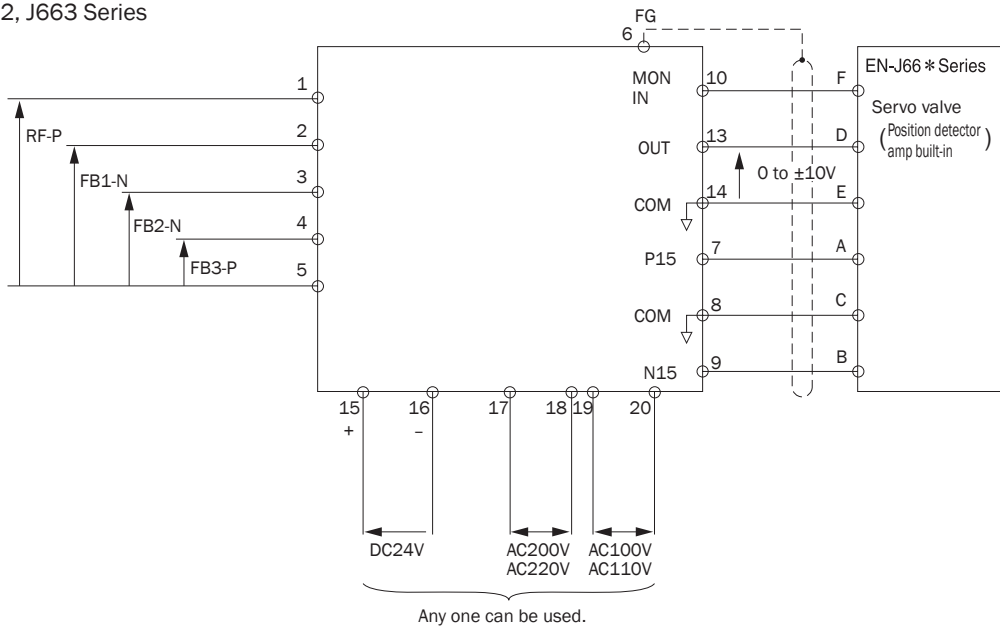 2, J663 Series
FG
6
1
2
3
4
5
RF-P
FB1-N
FB2-N
FB3-P
MON
IN
10
F
OUT
13
D
0 to ±10V
COM
14
E
P15
7
A
COM
8
C
N15
9
B
EN-J66＊Series
Servo valve
(Position detector
amp built-in)
15
16
17
18
19
20
+
–
DC24V
AC200V
AC220V
AC100V
AC110V
Any one can be used.